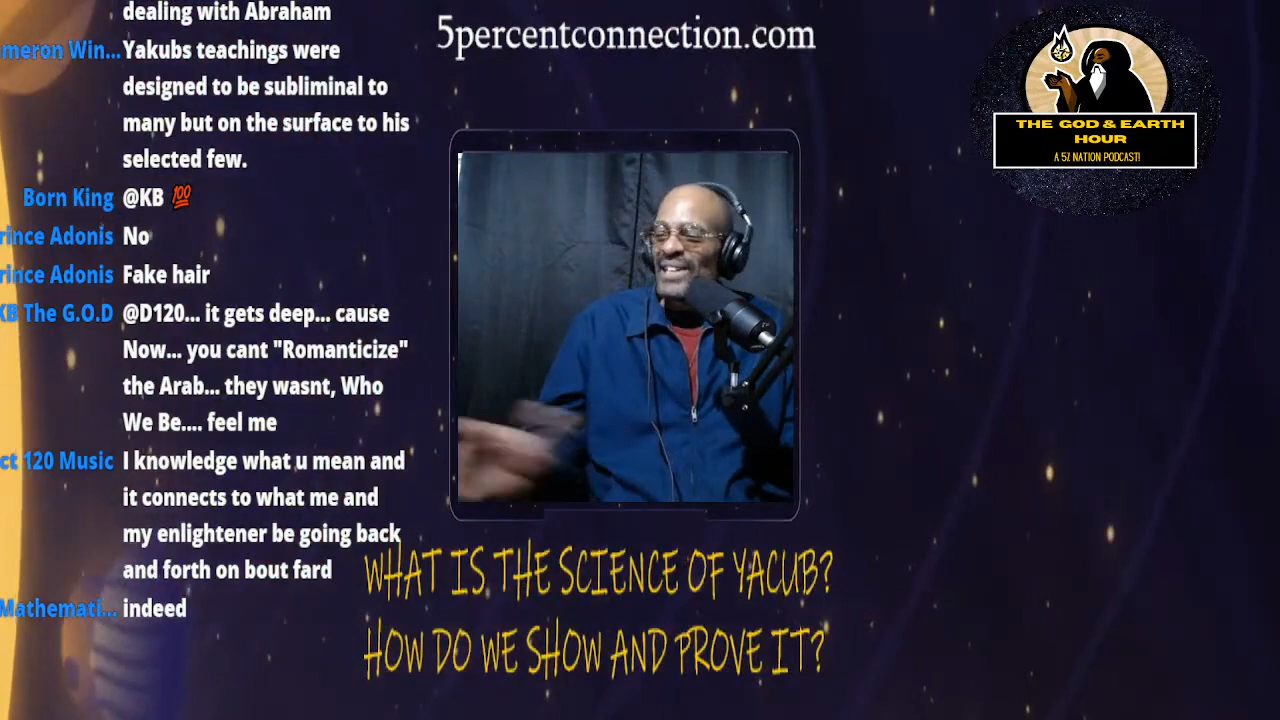 dealing with Abraham
meron Win... Yakubs teachings were
designed to be subliminal to
many but on the surface to his
selected few.
Born King @KB 💯
rince Adonis No
rince Adonis Fake hair
KB The G.O.D @D120... it gets deep... cause
Now... you cant "Romanticize"
the Arab... they wasnt, Who
We Be.... feel me
ct 120 Music I knowledge what u mean and
it connects to what me and
my enlightener be going back
and forth on bout fard
Mathemati... indeed
5percentconnection.com
THE GOD & EARTH
HOUR
A 5% NATION PODCAST!
WHAT IS THE SCIENCE OF YACUB?
HOW DO WE SHOW AND PROVE IT?